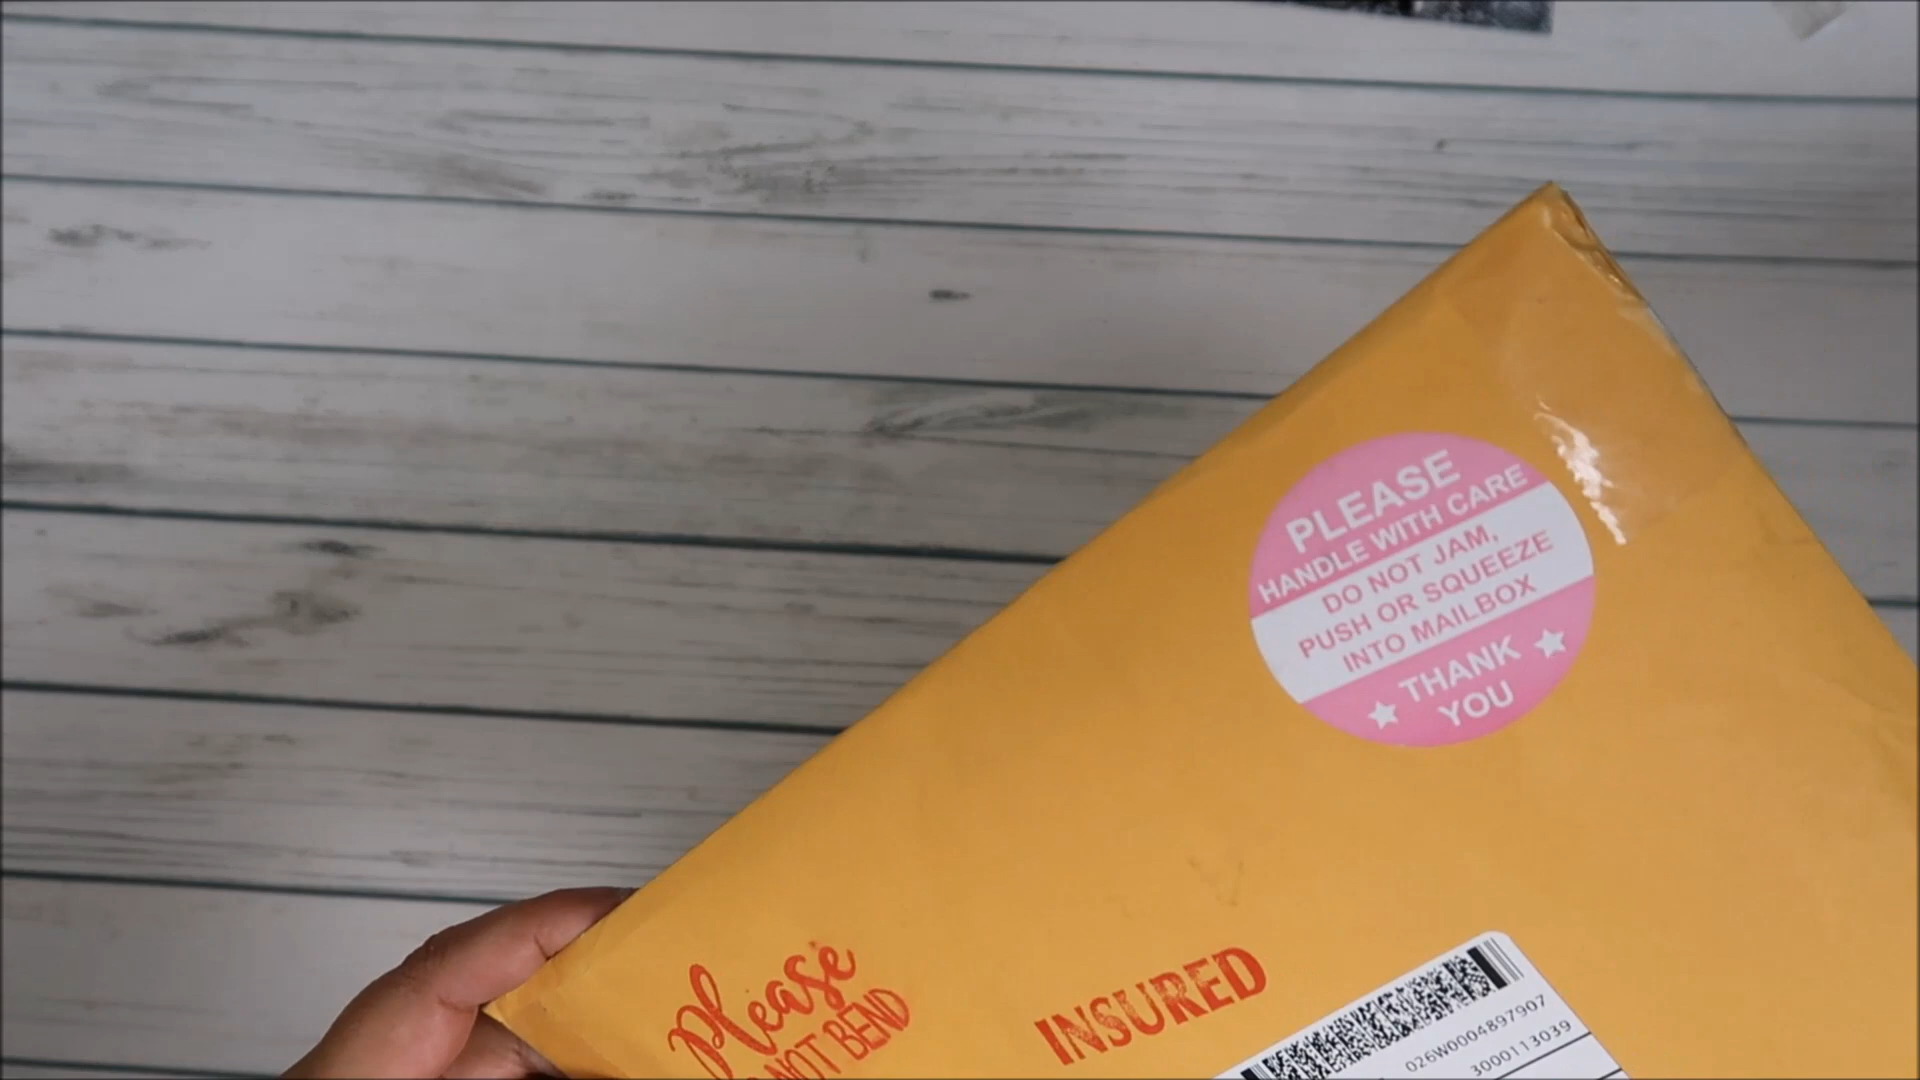 PLEASE
HANDLE WITH CARE
DO NOT JAM,
PUSH OR SQUEEZE
INTO MAILBOX
THANK
YOU
Please
NOT BEND
INSURED
026W0004897907
3000113039